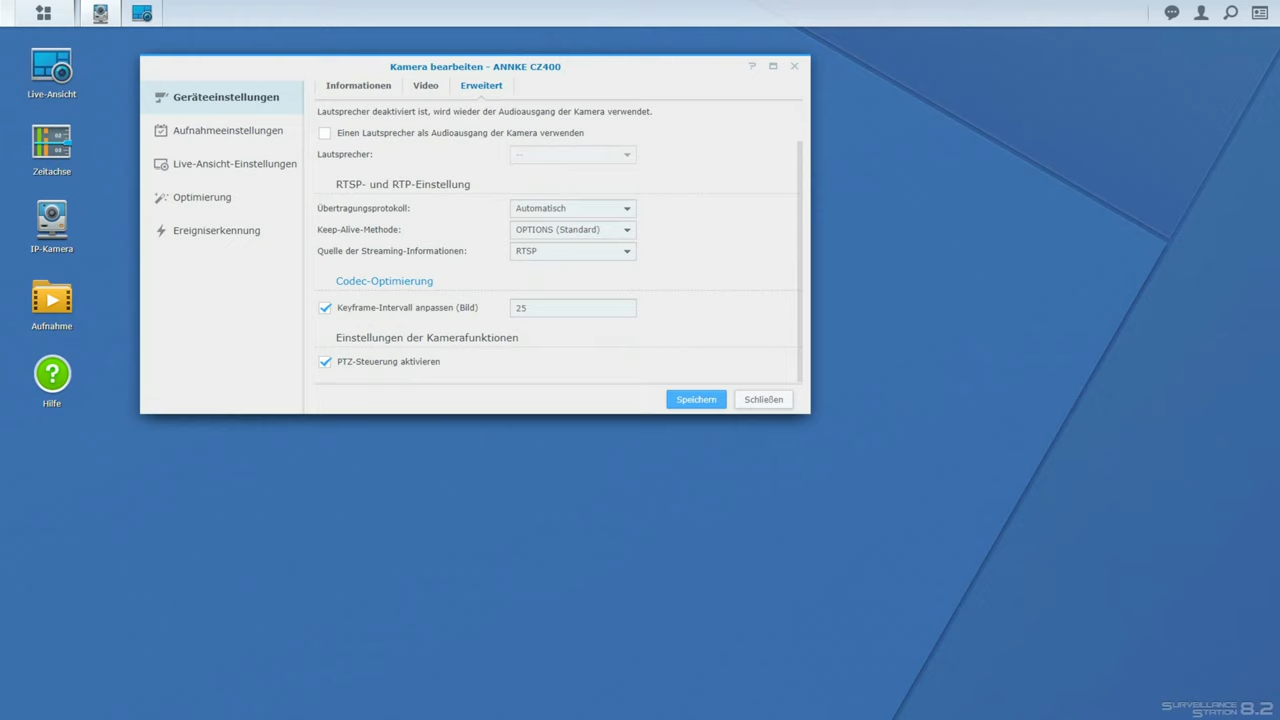 Kamera bearbeiten - ANNKE CZ400
Live-Ansicht
Zeitachse
IP-Kamera
Aufnahme
Hilfe
Geräteeinstellungen
Aufnahmeeinstellungen
Live-Ansicht-Einstellungen
Optimierung
Ereigniserkennung
Informationen Video Erweitert
Lautsprecher deaktiviert ist, wird wieder der Audioausgang der Kamera verwendet.
Einen Lautsprecher als Audioausgang der Kamera verwenden
Lautsprecher: --
RTSP- und RTP-Einstellung
Übertragungsprotokoll: Automatisch
Keep-Alive-Methode: OPTIONS (Standard)
Quelle der Streaming-Informationen: RTSP
Codec-Optimierung
Keyframe-Intervall anpassen (Bild) 25
Einstellungen der Kamerafunktionen
PTZ-Steuerung aktivieren
Speichern Schließen
SURVEILLANCE
STATION 8.2